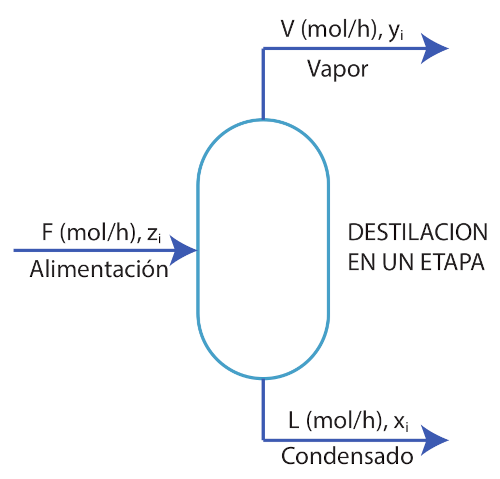 V (mol/h), yᵢ
Vapor
F (mol/h), zᵢ
Alimentación
DESTILACION
EN UN ETAPA
L (mol/h), xᵢ
Condensado